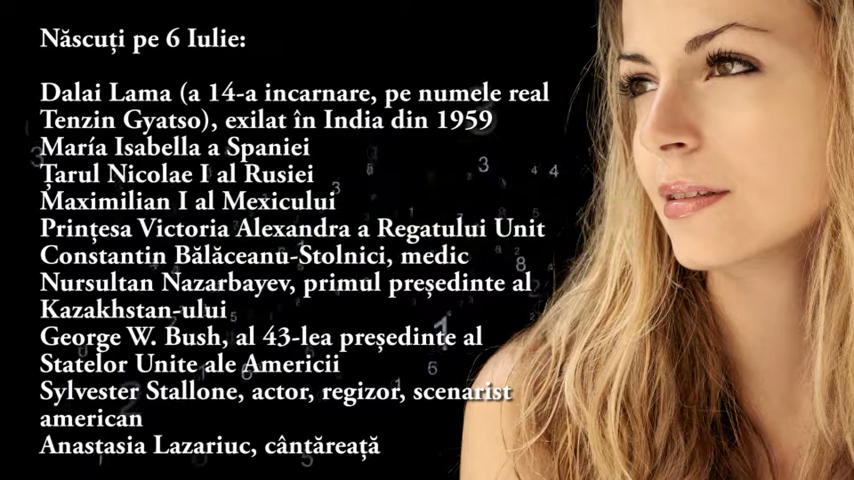 Născuți pe 6 Iulie:
Dalai Lama (a 14-a incarnare, pe numele real
Tenzin Gyatso), exilat în India din 1959
María Isabella a Spaniei
Țarul Nicolae I al Rusiei
Maximilian I al Mexicului
Prințesa Victoria Alexandra a Regatului Unit
Constantin Bălăceanu-Stolnici, medic
Nursultan Nazarbayev, primul președinte al
Kazakhstan-ului
George W. Bush, al 43-lea președinte al
Statelor Unite ale Americii
Sylvester Stallone, actor, regizor, scenarist
american
Anastasia Lazariuc, cântăreață